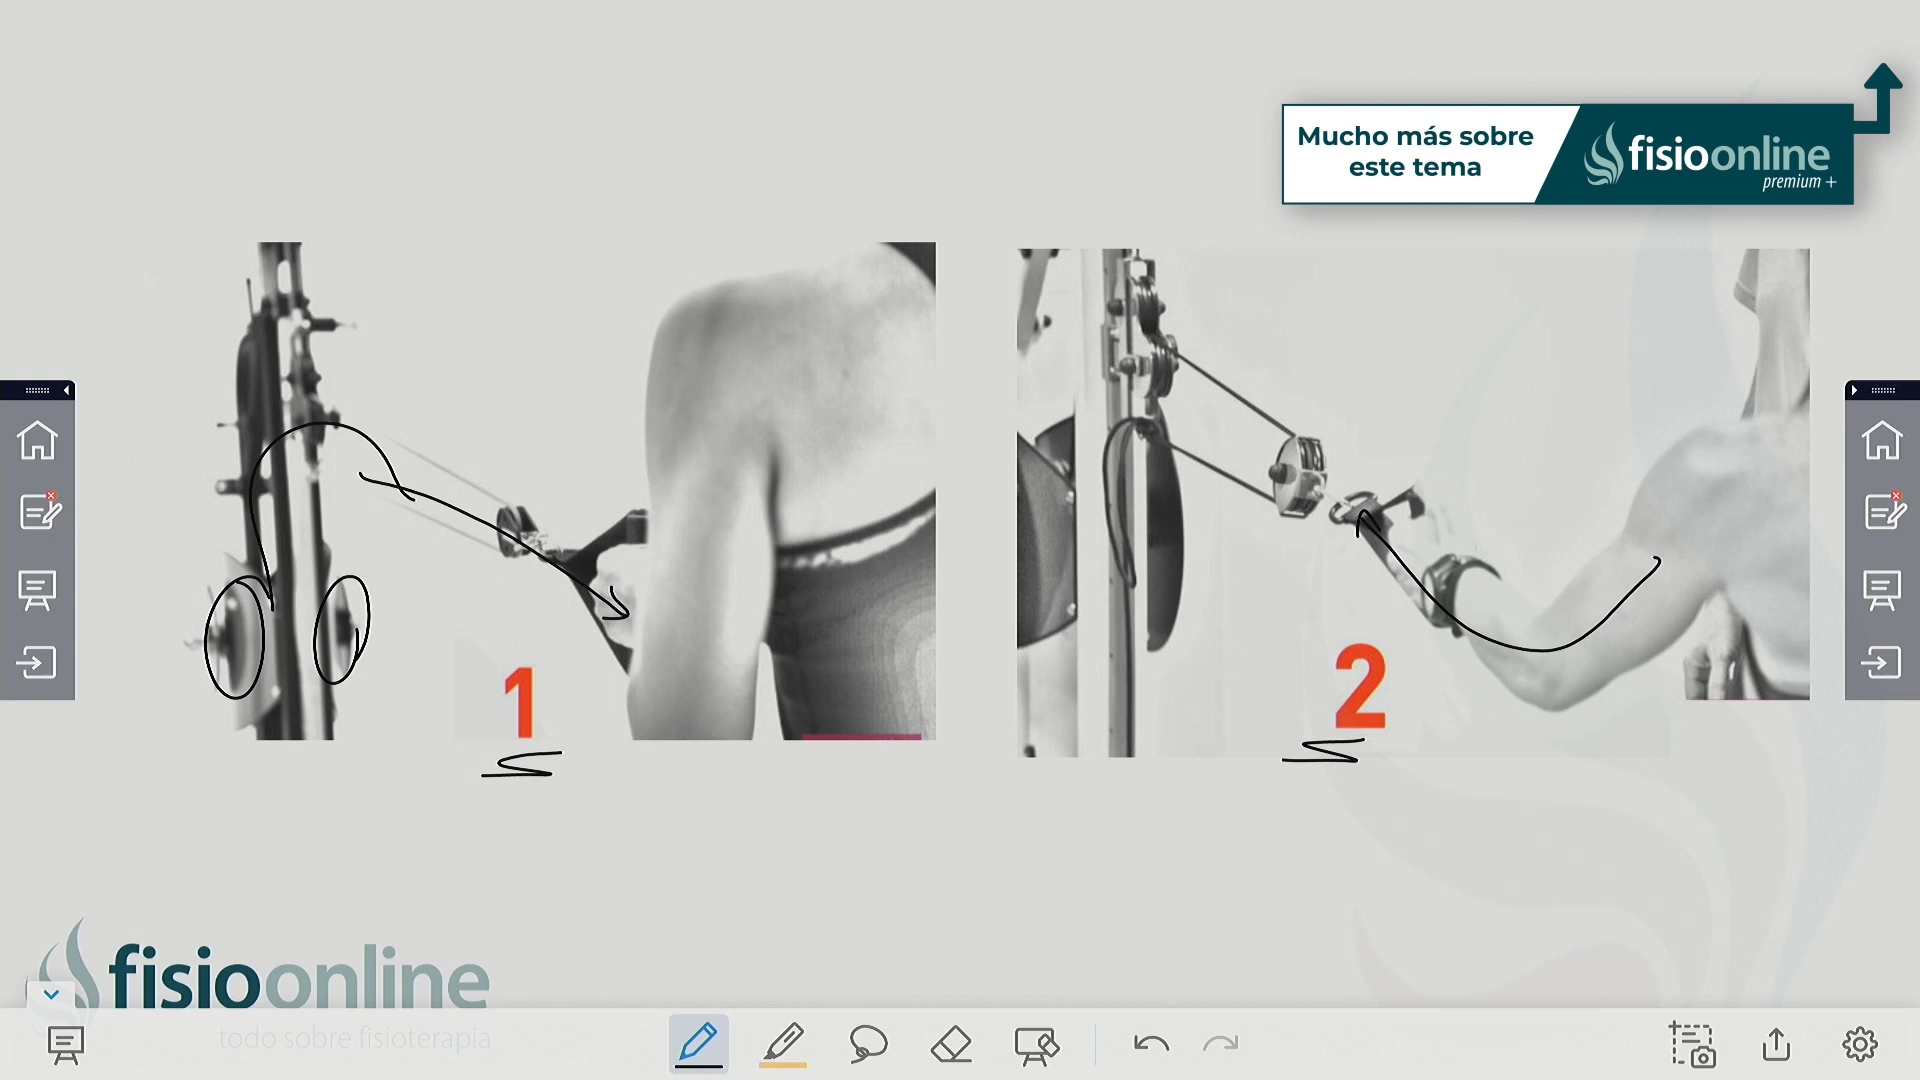 Mucho más sobre
este tema
fisioonline
premium +
1
2
fisioonline
todo sobre fisioterapia